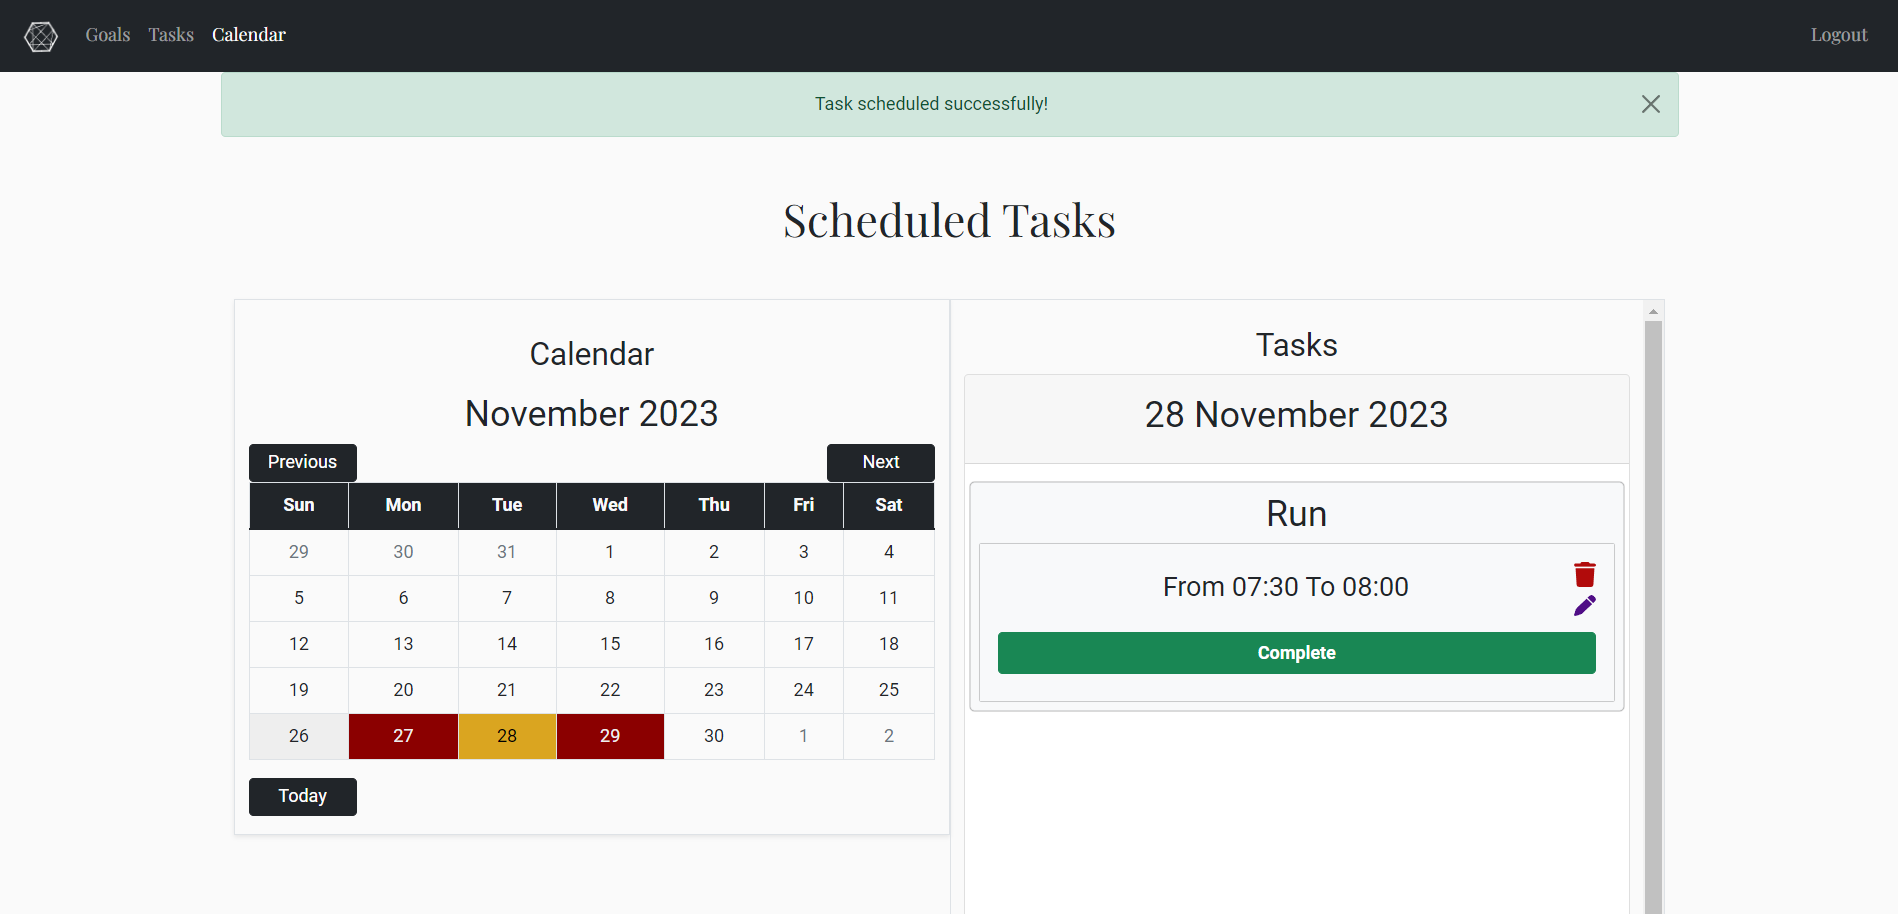 Goals Tasks Calendar Logout
Task scheduled successfully!
Scheduled Tasks
Calendar
November 2023
Previous Next
Sun Mon Tue Wed Thu Fri Sat
29 30 31 1 2 3 4
5 6 7 8 9 10 11
12 13 14 15 16 17 18
19 20 21 22 23 24 25
26 27 28 29 30 1 2
Today
Tasks
28 November 2023
Run
From 07:30 To 08:00
Complete